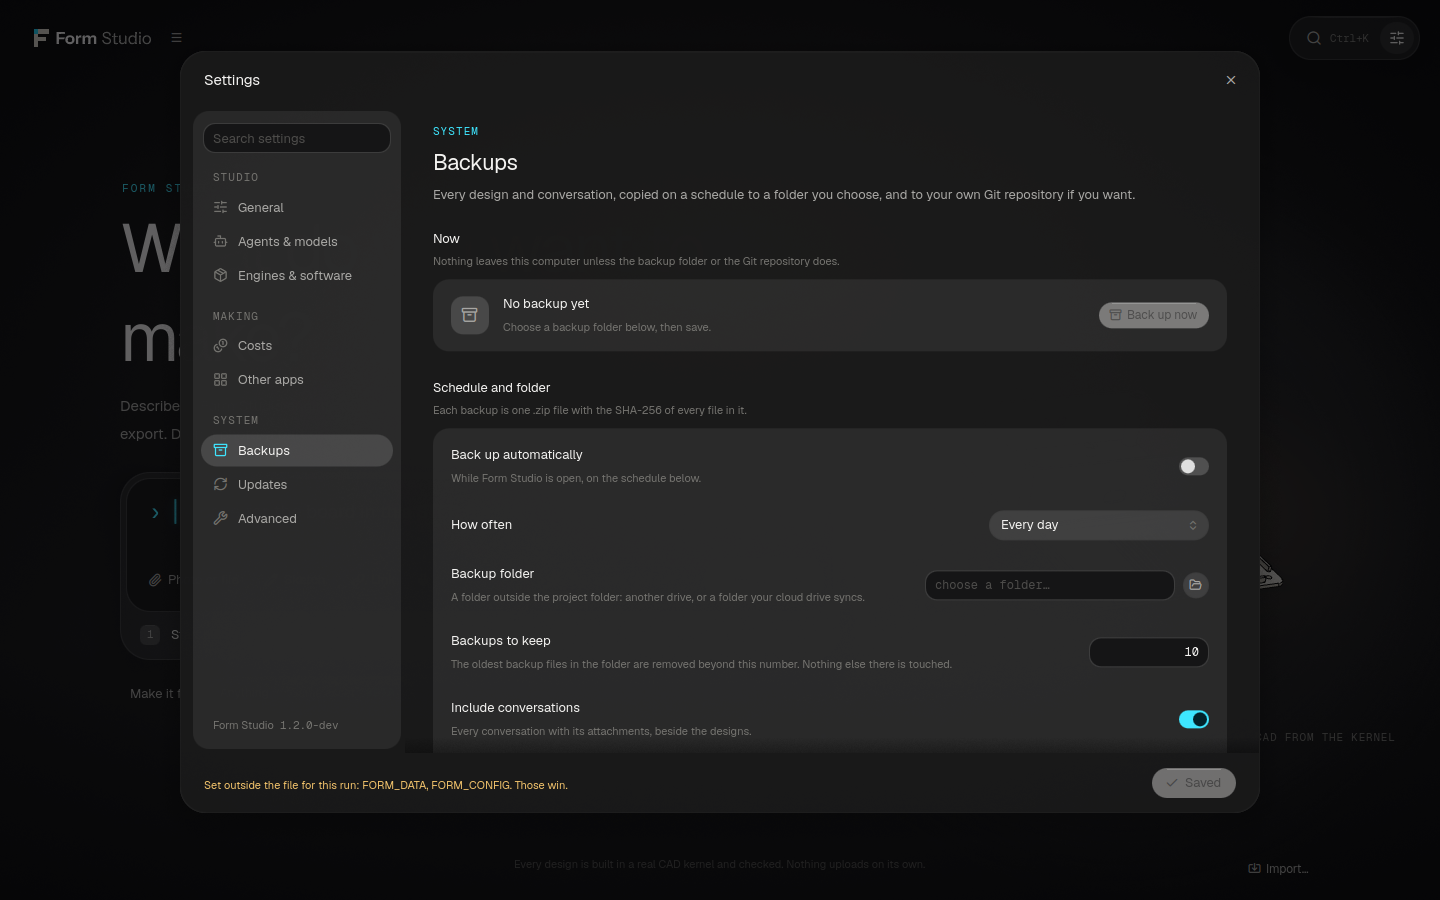 Form Studio
Ctrl+K
Settings
Search settings
STUDIO
General
Agents & models
Engines & software
MAKING
Costs
Other apps
SYSTEM
Backups
Updates
Advanced
Form Studio 1.2.0-dev
SYSTEM
Backups
Every design and conversation, copied on a schedule to a folder you choose, and to your own Git repository if you want.
Now
Nothing leaves this computer unless the backup folder or the Git repository does.
No backup yet
Choose a backup folder below, then save.
Back up now
Schedule and folder
Each backup is one .zip file with the SHA-256 of every file in it.
Back up automatically
While Form Studio is open, on the schedule below.
How often
Every day
Backup folder
A folder outside the project folder: another drive, or a folder your cloud drive syncs.
choose a folder…
Backups to keep
The oldest backup files in the folder are removed beyond this number. Nothing else there is touched.
10
Include conversations
Every conversation with its attachments, beside the designs.
Set outside the file for this run: FORM_DATA, FORM_CONFIG. Those win.
Saved
FORM ST
W
ma
Describe
export. D
Ph
1 S
Make it f
CAD FROM THE KERNEL
Every design is built in a real CAD kernel and checked. Nothing uploads on its own.
Import…